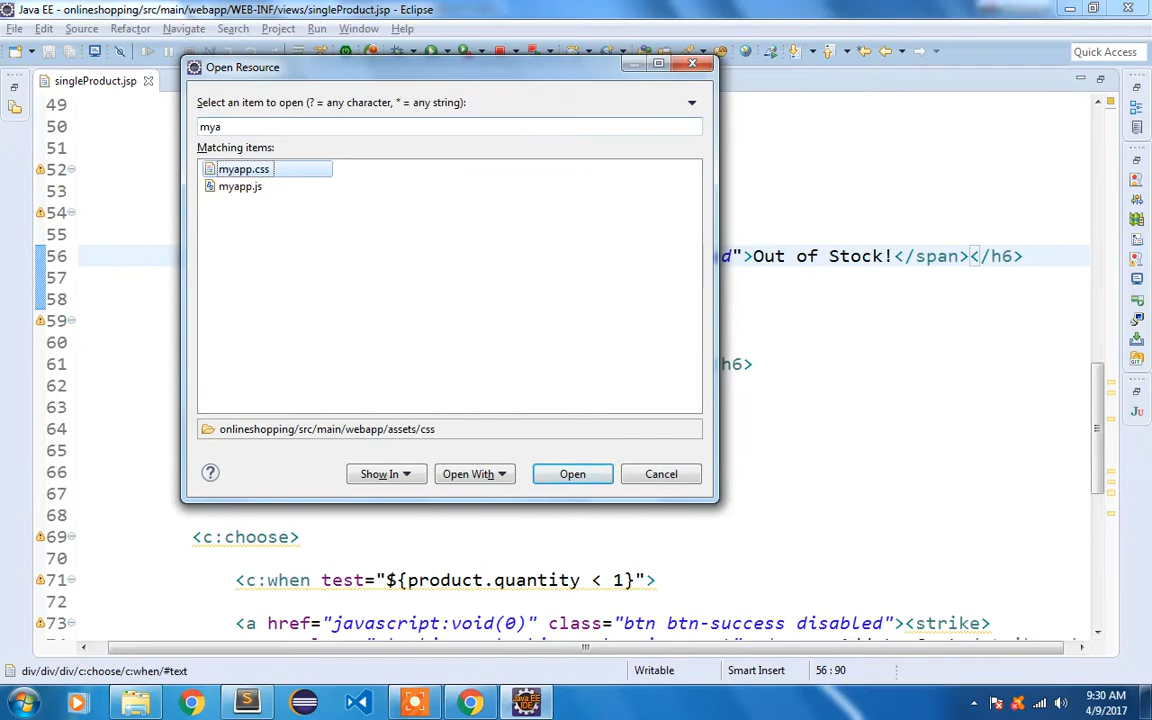 Java EE - onlineshopping/src/main/webapp/WEB-INF/views/singleProduct.jsp - Eclipse
File Edit Source Refactor Navigate Search Project Run Window Help
Quick Access
singleProduct.jsp
Open Resource
Select an item to open (? = any character, * = any string):
mya
Matching items:
myapp.css
myapp.js
onlineshopping/src/main/webapp/assets/css
Show In
Open With
Open
Cancel
49
50
51
52
53
54
55
56 d">Out of Stock!</span></h6>
57
58
59
60
61 h6>
62
63
64
65
66
67
68
69 <c:choose>
70
71 <c:when test="${product.quantity < 1}">
72
73 <a href="javascript:void(0)" class="btn btn-success disabled"><strike>
div/div/div/c:choose/c:when/#text
Writable
Smart Insert
56 : 90
9:30 AM
4/9/2017